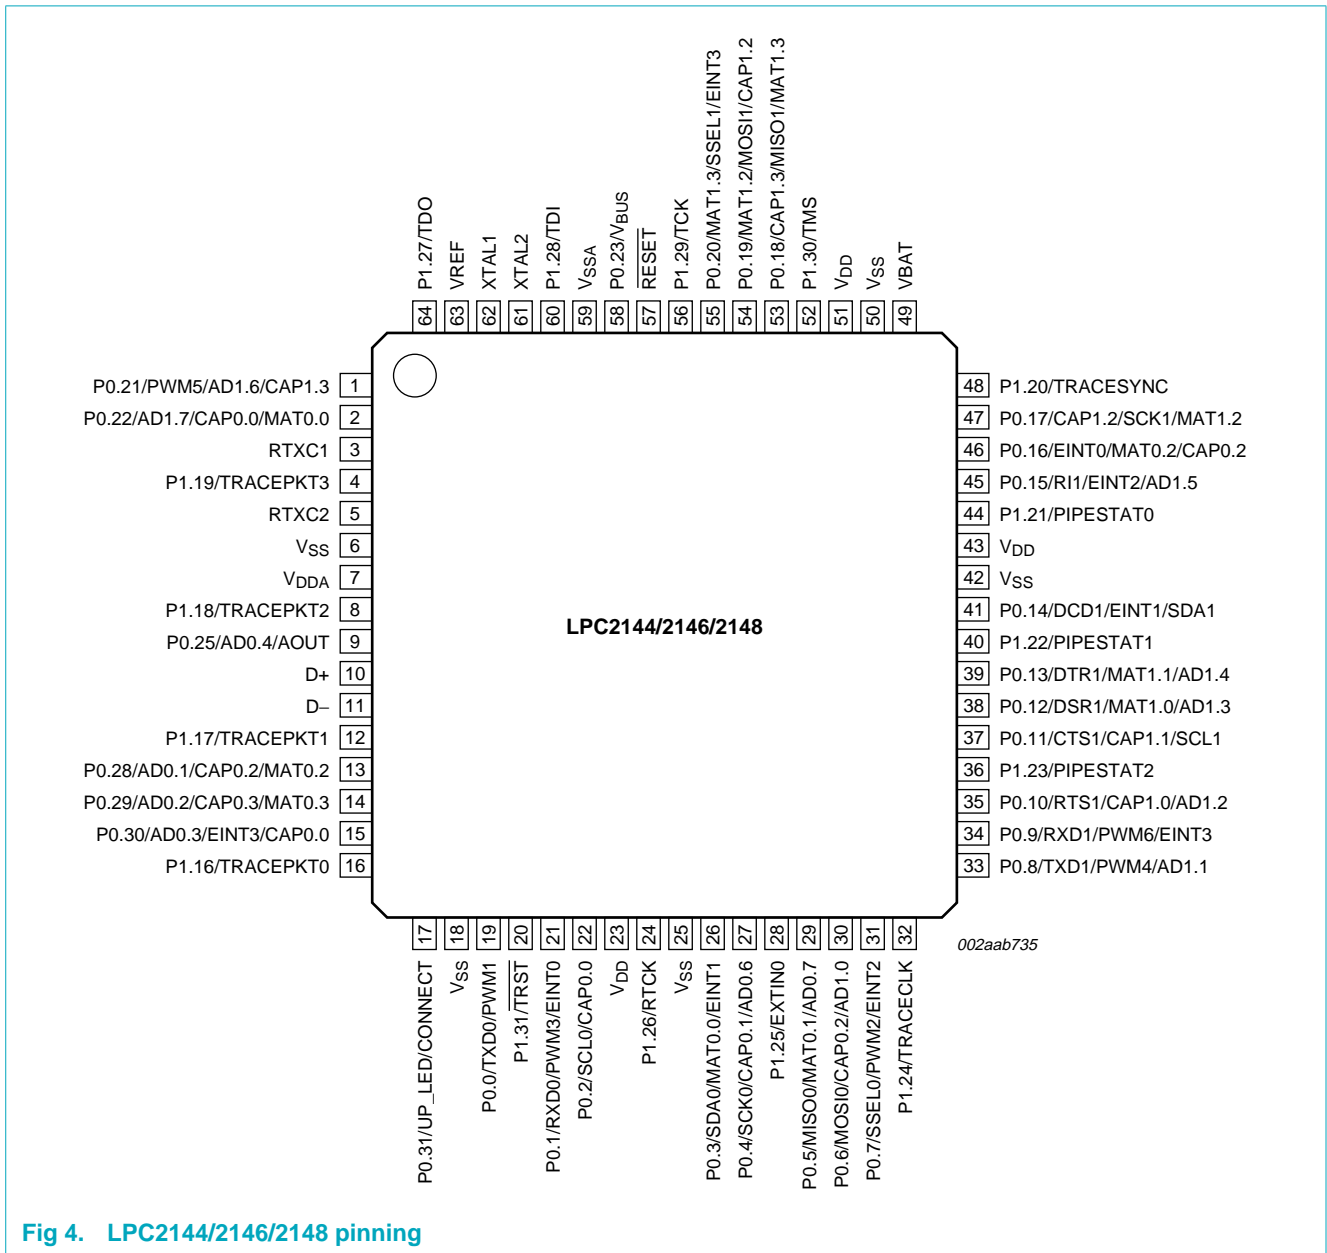 64 P1.27/TDO
63 VREF
62 XTAL1
61 XTAL2
60 P1.28/TDI
59 VSSA
58 P0.23/VBUS
57 RESET
56 P1.29/TCK
55 P0.20/MAT1.3/SSEL1/EINT3
54 P0.19/MAT1.2/MOSI1/CAP1.2
53 P0.18/CAP1.3/MISO1/MAT1.3
52 P1.30/TMS
51 VDD
50 VSS
49 VBAT
P0.21/PWM5/AD1.6/CAP1.3 1
P0.22/AD1.7/CAP0.0/MAT0.0 2
RTXC1 3
P1.19/TRACEPKT3 4
RTXC2 5
VSS 6
VDDA 7
P1.18/TRACEPKT2 8
P0.25/AD0.4/AOUT 9
D+ 10
D− 11
P1.17/TRACEPKT1 12
P0.28/AD0.1/CAP0.2/MAT0.2 13
P0.29/AD0.2/CAP0.3/MAT0.3 14
P0.30/AD0.3/EINT3/CAP0.0 15
P1.16/TRACEPKT0 16
LPC2144/2146/2148
48 P1.20/TRACESYNC
47 P0.17/CAP1.2/SCK1/MAT1.2
46 P0.16/EINT0/MAT0.2/CAP0.2
45 P0.15/RI1/EINT2/AD1.5
44 P1.21/PIPESTAT0
43 VDD
42 VSS
41 P0.14/DCD1/EINT1/SDA1
40 P1.22/PIPESTAT1
39 P0.13/DTR1/MAT1.1/AD1.4
38 P0.12/DSR1/MAT1.0/AD1.3
37 P0.11/CTS1/CAP1.1/SCL1
36 P1.23/PIPESTAT2
35 P0.10/RTS1/CAP1.0/AD1.2
34 P0.9/RXD1/PWM6/EINT3
33 P0.8/TXD1/PWM4/AD1.1
P0.31/UP_LED/CONNECT 17
VSS 18
P0.0/TXD0/PWM1 19
P1.31/TRST 20
P0.1/RXD0/PWM3/EINT0 21
P0.2/SCL0/CAP0.0 22
VDD 23
P1.26/RTCK 24
VSS 25
P0.3/SDA0/MAT0.0/EINT1 26
P0.4/SCK0/CAP0.1/AD0.6 27
P1.25/EXTIN0 28
P0.5/MISO0/MAT0.1/AD0.7 29
P0.6/MOSI0/CAP0.2/AD1.0 30
P0.7/SSEL0/PWM2/EINT2 31
P1.24/TRACECLK 32
002aab735
Fig 4. LPC2144/2146/2148 pinning